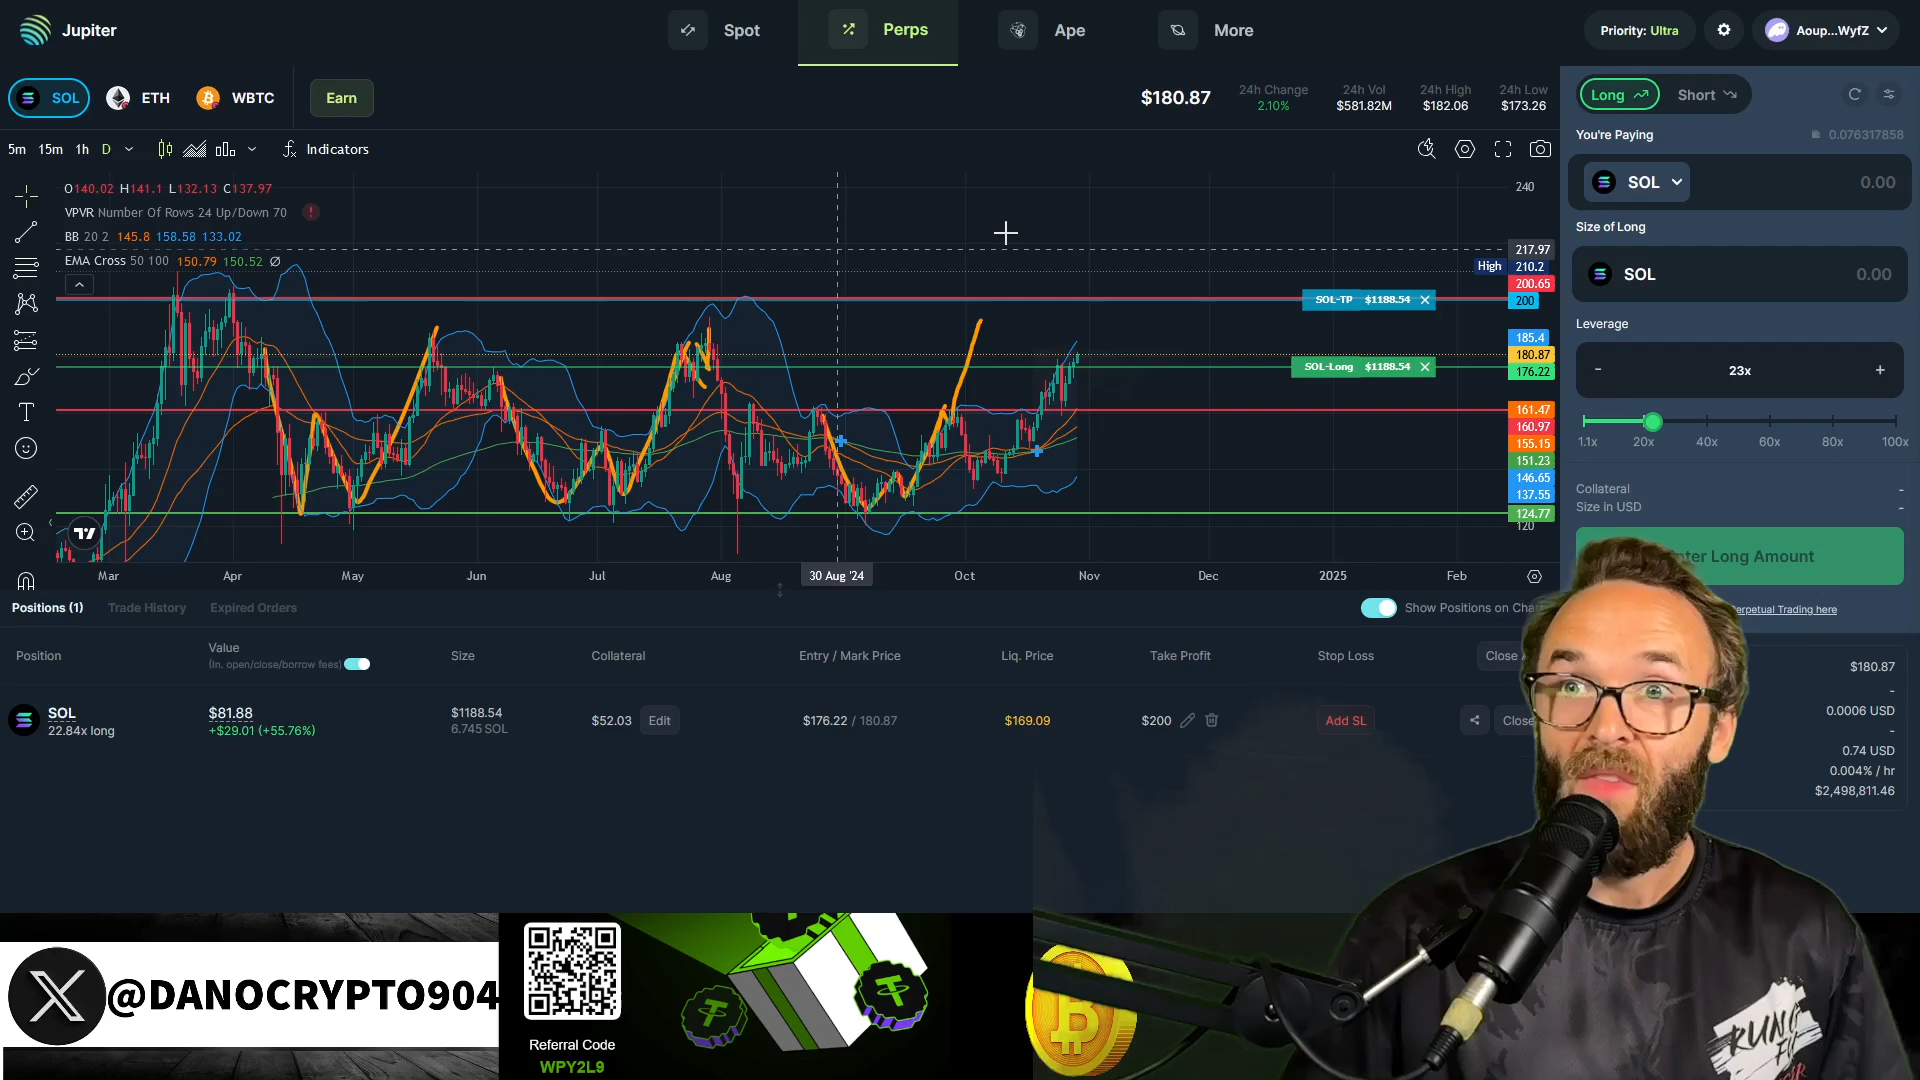 Jupiter
Spot
Perps
Ape
More
Priority: Ultra
Aoup...WyfZ
SOL
ETH
WBTC
Earn
$180.87
24h Change
2.10%
24h Vol
$581.82M
24h High
$182.06
24h Low
$173.26
Long
Short
5m 15m 1h D
Indicators
You're Paying
0.076317858
SOL
0.00
Size of Long
SOL
0.00
Leverage
- 23x +
1.1x 20x 40x 60x 80x 100x
Collateral -
Size in USD -
ter Long Amount
erpetual Trading here
$180.87
-
0.0006 USD
-
0.74 USD
0.004% / hr
$2,498,811.46
O140.02 H141.1 L132.13 C137.97
VPVR Number Of Rows 24 Up/Down 70
BB 20 2 145.8 158.58 133.02
EMA Cross 50 100 150.79 150.52 Ø
240
217.97
High 210.2
200.65
200
185.4
180.87
176.22
161.47
160.97
155.15
151.23
146.65
137.55
124.77
120
SOL-TP $1188.54
SOL-Long $1188.54
Mar Apr May Jun Jul Aug 30 Aug '24 Oct Nov Dec 2025 Feb
Positions (1)
Trade History
Expired Orders
Show Positions on Cha
Position
Value
(In. open/close/borrow fees)
Size
Collateral
Entry / Mark Price
Liq. Price
Take Profit
Stop Loss
Close
SOL
22.84x long
$81.88
+$29.01 (+55.76%)
$1188.54
6.745 SOL
$52.03
Edit
$176.22 / 180.87
$169.09
$200
Add SL
Close
@DANOCRYPTO904
Referral Code
WPY2L9